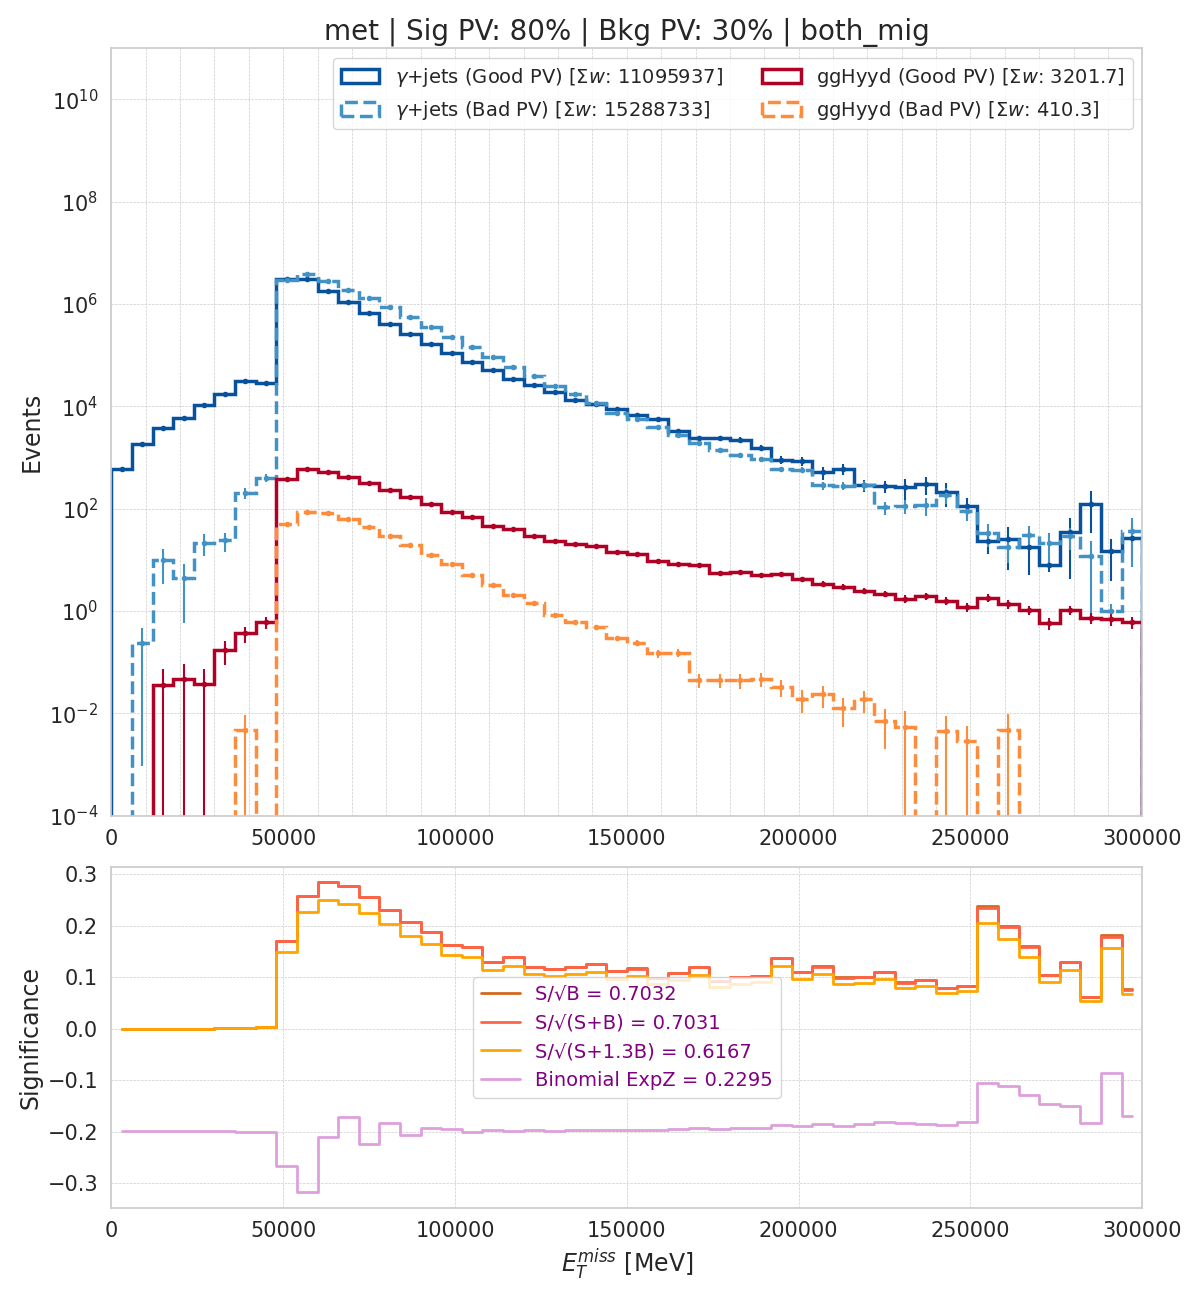 met | Sig PV: 80% | Bkg PV: 30% | both_mig
γ+jets (Good PV) [Σw: 11095937]
γ+jets (Bad PV) [Σw: 15288733]
ggHyyd (Good PV) [Σw: 3201.7]
ggHyyd (Bad PV) [Σw: 410.3]
Events
10^10
10^8
10^6
10^4
10^2
10^0
10^−2
10^−4
0 50000 100000 150000 200000 250000 300000
Significance
0.3
0.2
0.1
0.0
−0.1
−0.2
−0.3
S/√B = 0.7032
S/√(S+B) = 0.7031
S/√(S+1.3B) = 0.6167
Binomial ExpZ = 0.2295
0 50000 100000 150000 200000 250000 300000
E_T^miss [MeV]